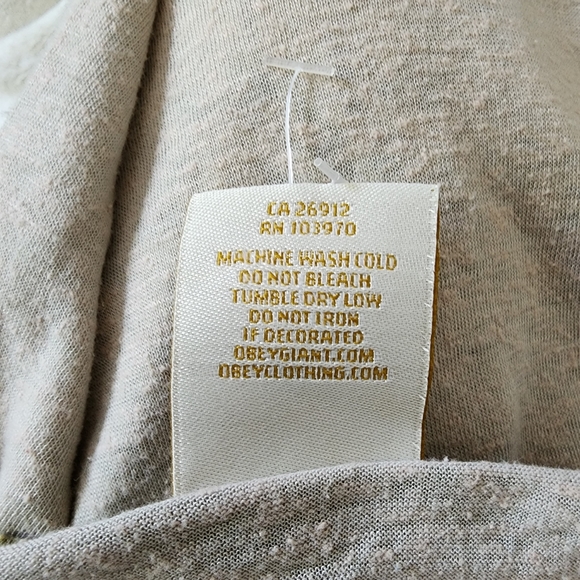 CA 26912
RN 103970
MACHINE WASH COLD
DO NOT BLEACH
TUMBLE DRY LOW
DO NOT IRON
IF DECORATED
OBEYGIANT.COM
OBEYCLOTHING.COM